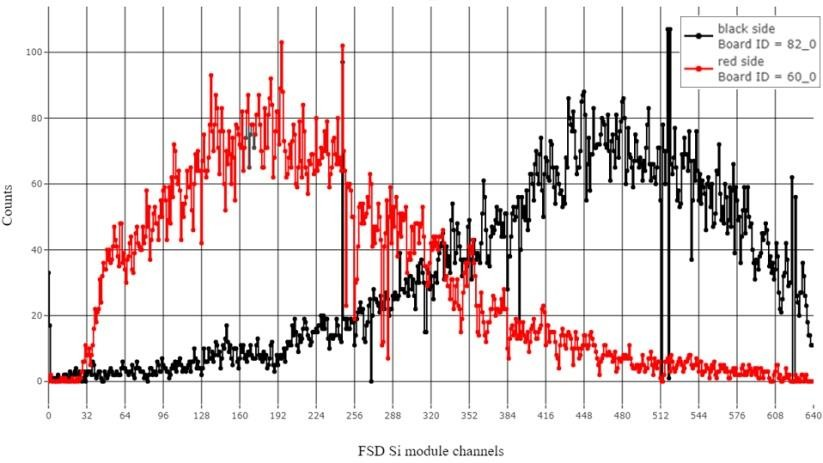 black side
Board ID = 82_0
red side
Board ID = 60_0
100
80
60
40
20
0
Counts
0 32 64 96 128 160 192 224 256 288 320 352 384 416 448 480 512 544 576 608 640
FSD Si module channels